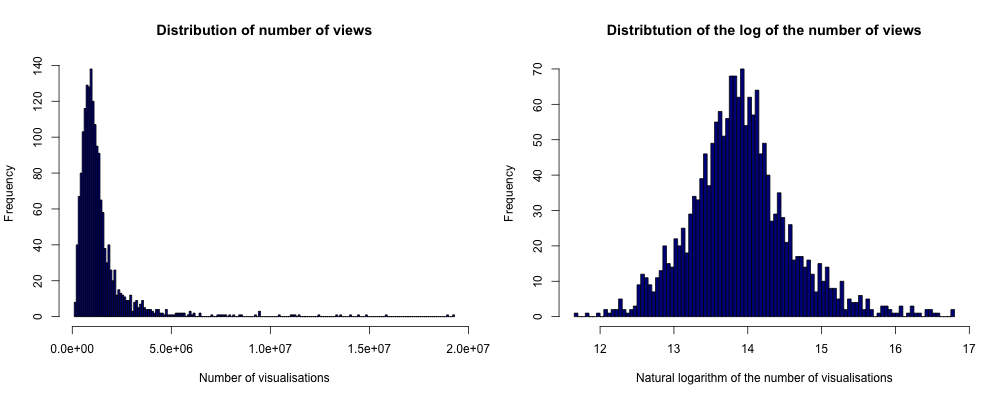 Distribution of number of views
Frequency
0
20
40
60
80
100
120
140
0.0e+00 5.0e+06 1.0e+07 1.5e+07 2.0e+07
Number of visualisations
Distribtution of the log of the number of views
Frequency
0
10
20
30
40
50
60
70
12 13 14 15 16 17
Natural logarithm of the number of visualisations